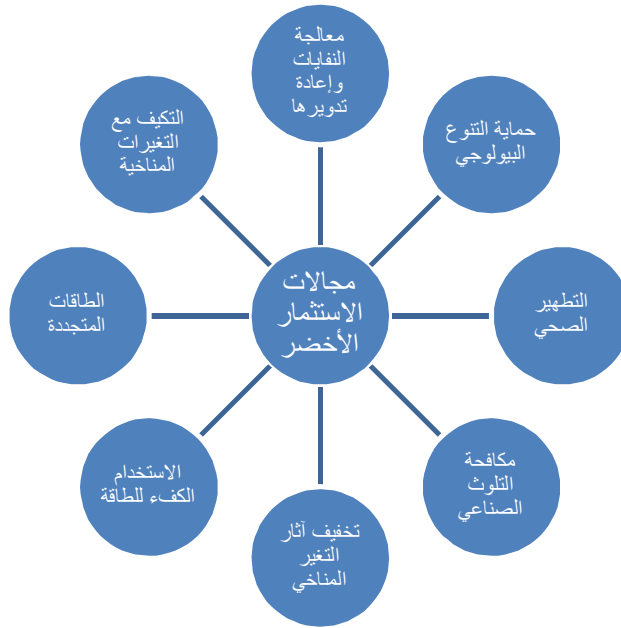 معالجة
النفايات
وإعادة
تدويرها
حماية التنوع
البيولوجي
التطهير
الصحي
مكافحة
التلوث
الصناعي
تخفيف آثار
التغير
المناخي
الاستخدام
الكفء للطاقة
الطاقات
المتجددة
التكيف مع
التغيرات
المناخية
مجالات
الاستثمار
الأخضر